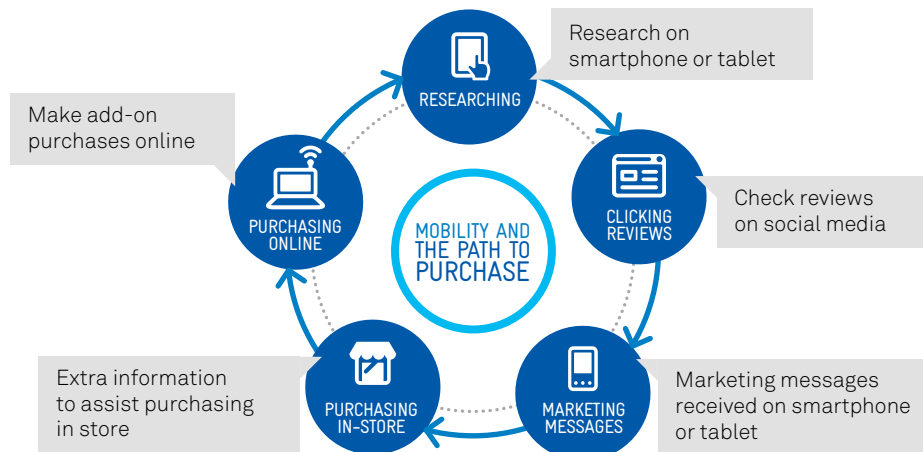 Research on
smartphone or tablet
RESEARCHING
Make add-on
purchases online
PURCHASING
ONLINE
CLICKING
REVIEWS
Check reviews
on social media
MOBILITY AND
THE PATH TO
PURCHASE
Extra information
to assist purchasing
in store
PURCHASING
IN-STORE
MARKETING
MESSAGES
Marketing messages
received on smartphone
or tablet